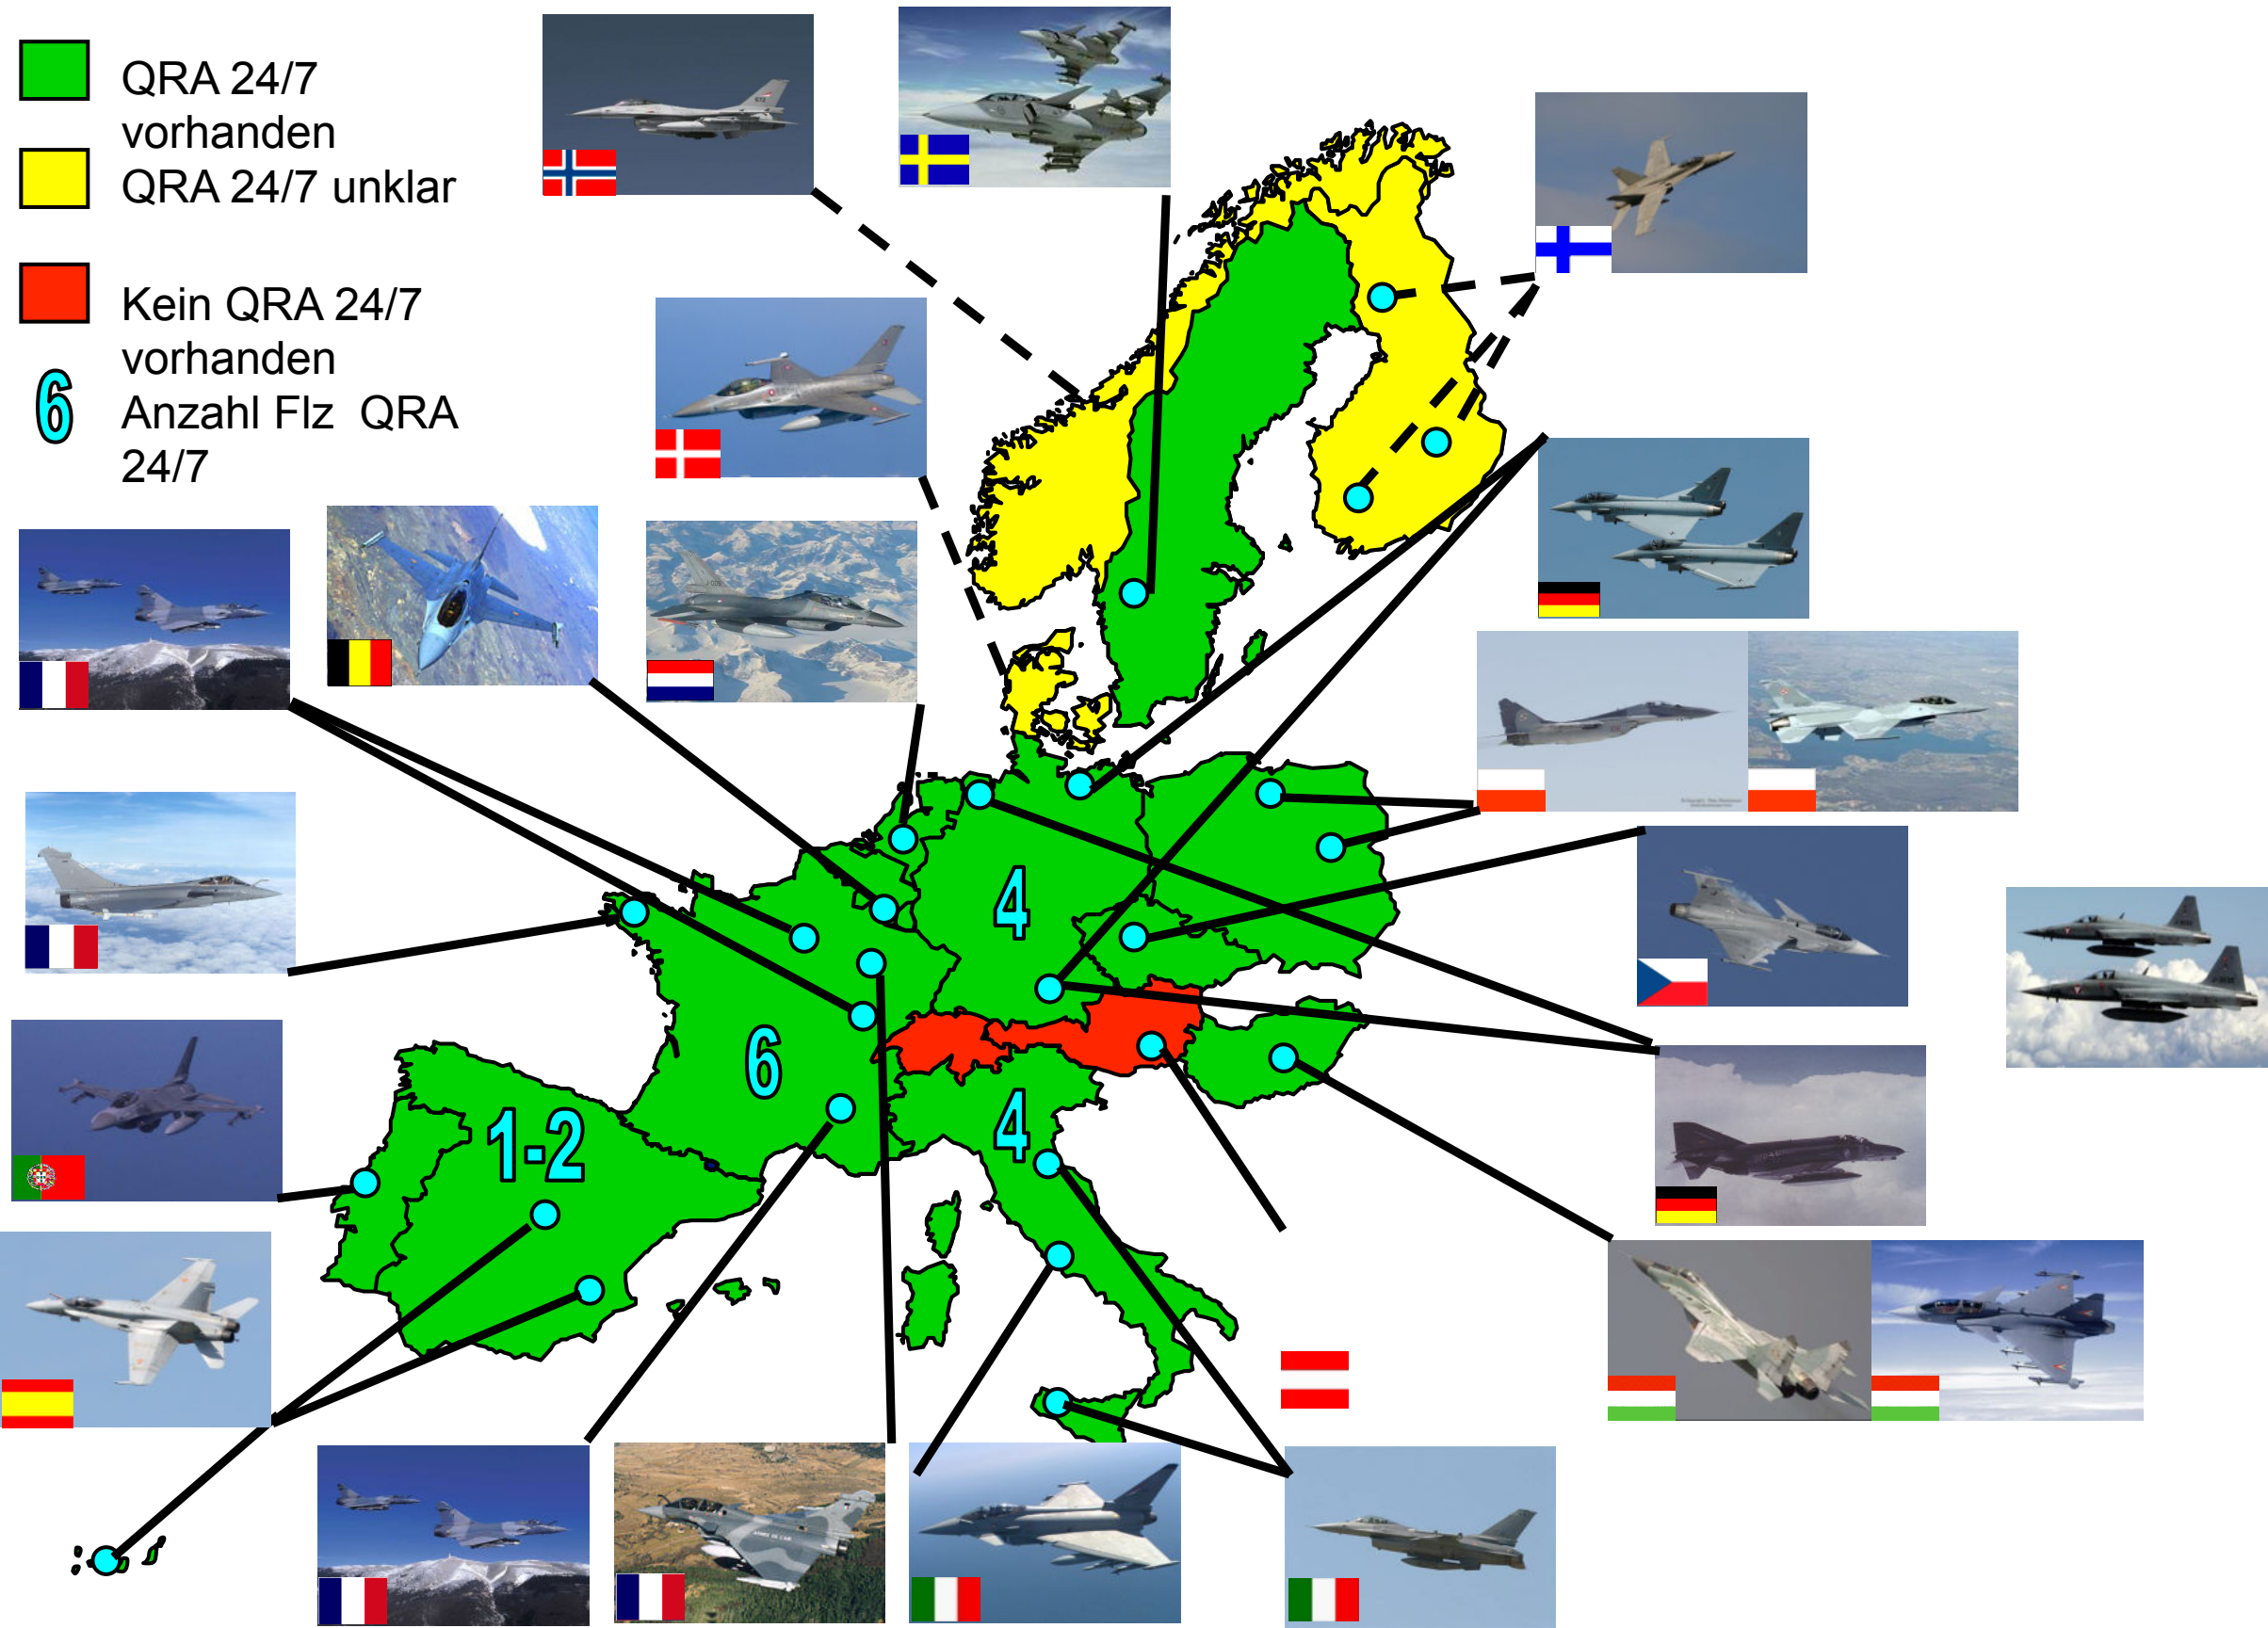 QRA 24/7
vorhanden
QRA 24/7 unklar
Kein QRA 24/7
vorhanden
6
Anzahl Flz QRA
24/7
4
6
4
1-2